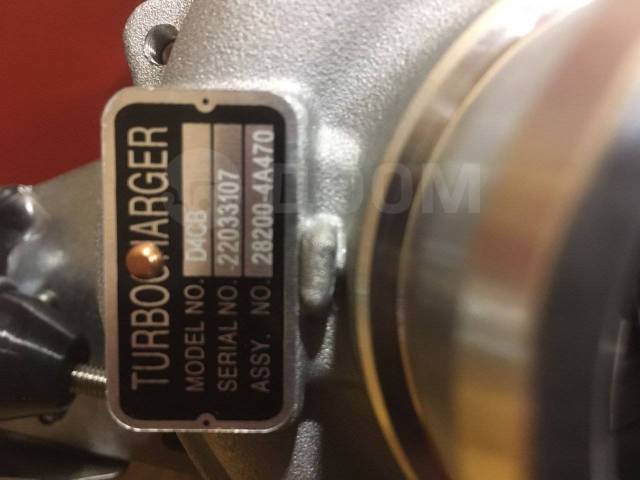 TURBOCHARGER
MODEL NO. D4CB
SERIAL NO. 22033107
ASSY. NO. 28200-4A470